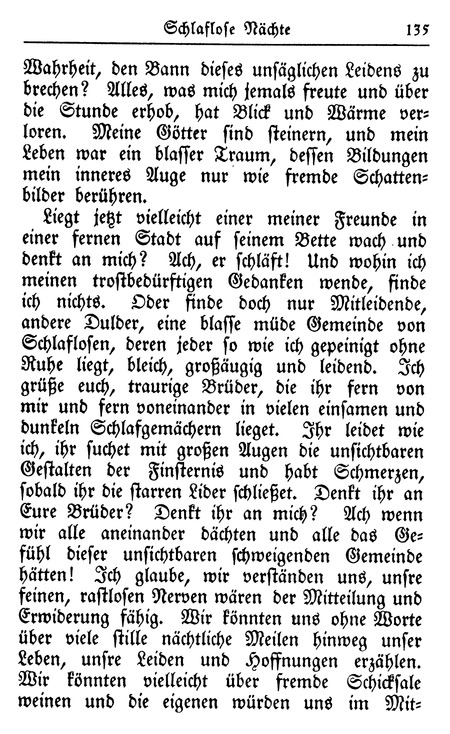 Schlaflose Nächte 135
Wahrheit, den Bann dieses unsäglichen Leidens zu
brechen? Alles, was mich jemals freute und über
die Stunde erhob, hat Blick und Wärme ver-
loren. Meine Götter sind steinern, und mein
Leben war ein blasser Traum, dessen Bildungen
mein inneres Auge nur wie fremde Schatten-
bilder berühren.
Liegt jetzt vielleicht einer meiner Freunde in
einer fernen Stadt auf seinem Bette wach und
denkt an mich? Ach, er schläft! Und wohin ich
meinen trostbedürftigen Gedanken wende, finde
ich nichts. Oder finde doch nur Mitleidende,
andere Dulder, eine blasse müde Gemeinde von
Schlaflosen, deren jeder so wie ich gepeinigt ohne
Ruhe liegt, bleich, großäugig und leidend. Ich
grüße euch, traurige Brüder, die ihr fern von
mir und fern voneinander in vielen einsamen und
dunkeln Schlafgemächern lieget. Ihr leidet wie
ich, ihr suchet mit großen Augen die unsichtbaren
Gestalten der Finsternis und habt Schmerzen,
sobald ihr die starren Lider schließet. Denkt ihr an
Eure Brüder? Denkt ihr an mich? Ach wenn
wir alle aneinander dächten und alle das Ge-
fühl dieser unsichtbaren schweigenden Gemeinde
hätten! Ich glaube, wir verständen uns, unsre
feinen, rastlosen Nerven wären der Mitteilung und
Erwiderung fähig. Wir könnten uns ohne Worte
über viele stille nächtliche Meilen hinweg unser
Leben, unsre Leiden und Hoffnungen erzählen.
Wir könnten vielleicht über fremde Schicksale
weinen und die eigenen würden uns im Mit-